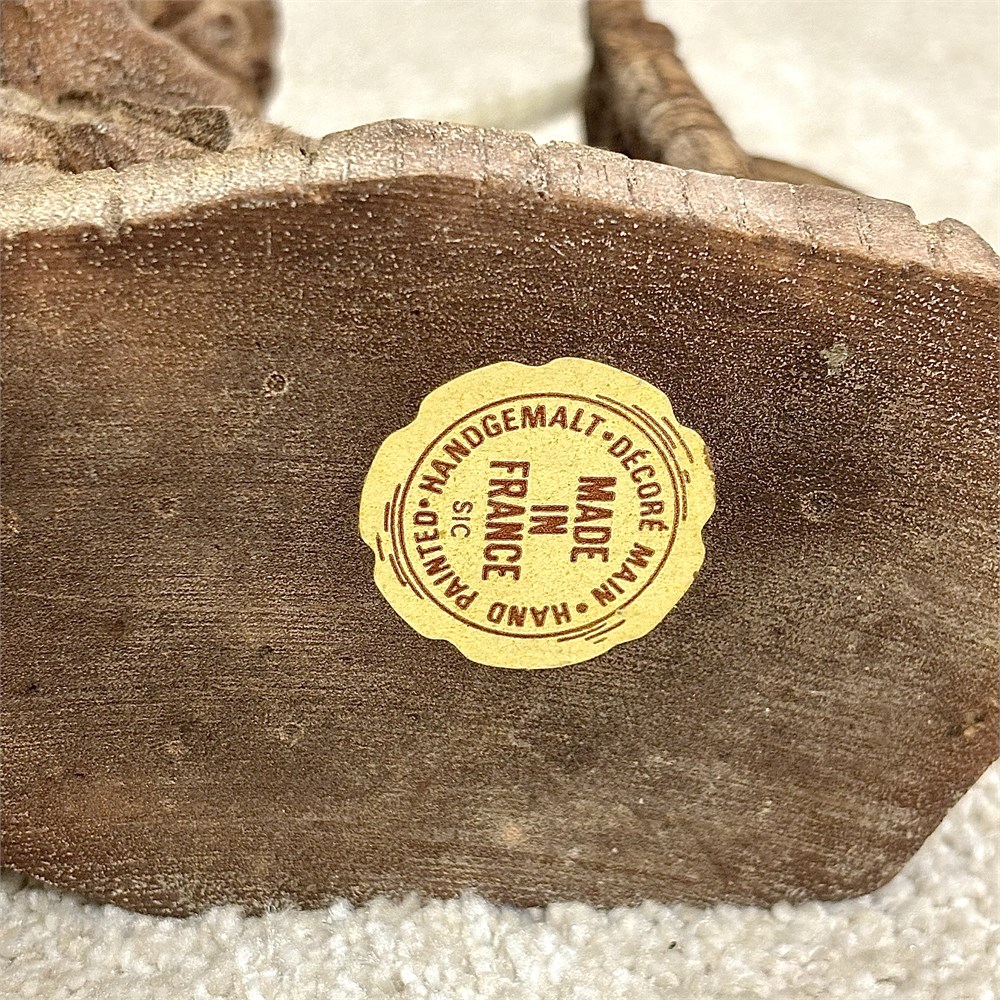 HANDGEMALT • DÉCORÉ MAIN • HAND PAINTED •
MADE
IN
FRANCE
SIC